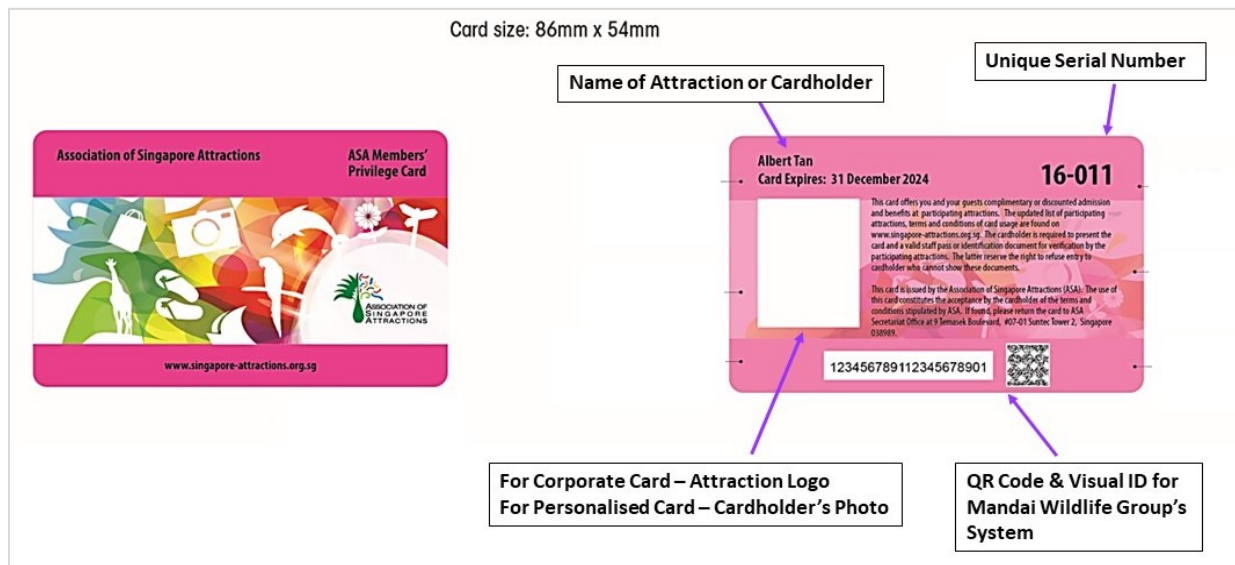 Card size: 86mm x 54mm
Name of Attraction or Cardholder
Unique Serial Number
Association of Singapore Attractions
ASA Members'
Privilege Card
ASSOCIATION OF
SINGAPORE
ATTRACTIONS
www.singapore-attractions.org.sg
Albert Tan
Card Expires: 31 December 2024
16-011
This card offers you and your guests complimentary or discounted admission
and benefits at participating attractions. The updated list of participating
attractions, terms and conditions of card usage are found on
www.singapore-attractions.org.sg. The cardholder is required to present the
card and a valid staff pass or identification document for verification by the
participating attractions. The latter reserve the right to refuse entry to
cardholder who cannot show these documents.
This card is issued by the Association of Singapore Attractions (ASA). The use of
this card constitutes the acceptance by the cardholder of the terms and
conditions stipulated by ASA. If found, please return the card to ASA
Secretariat Office at 9 Temasek Boulevard, #07-01 Suntec Tower 2, Singapore
038989.
123456789112345678901
For Corporate Card – Attraction Logo
For Personalised Card – Cardholder's Photo
QR Code & Visual ID for
Mandai Wildlife Group's
System